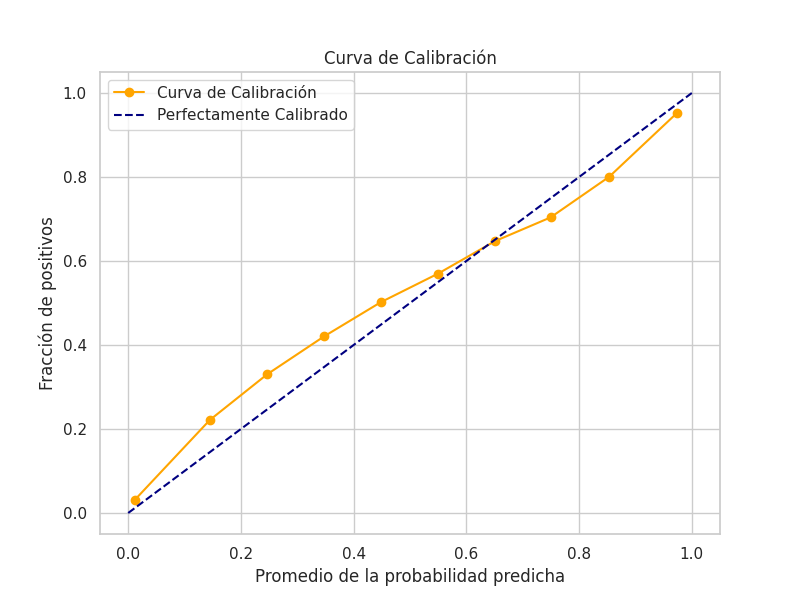 Curva de Calibración
Curva de Calibración
Perfectamente Calibrado
Fracción de positivos
1.0
0.8
0.6
0.4
0.2
0.0
0.0 0.2 0.4 0.6 0.8 1.0
Promedio de la probabilidad predicha